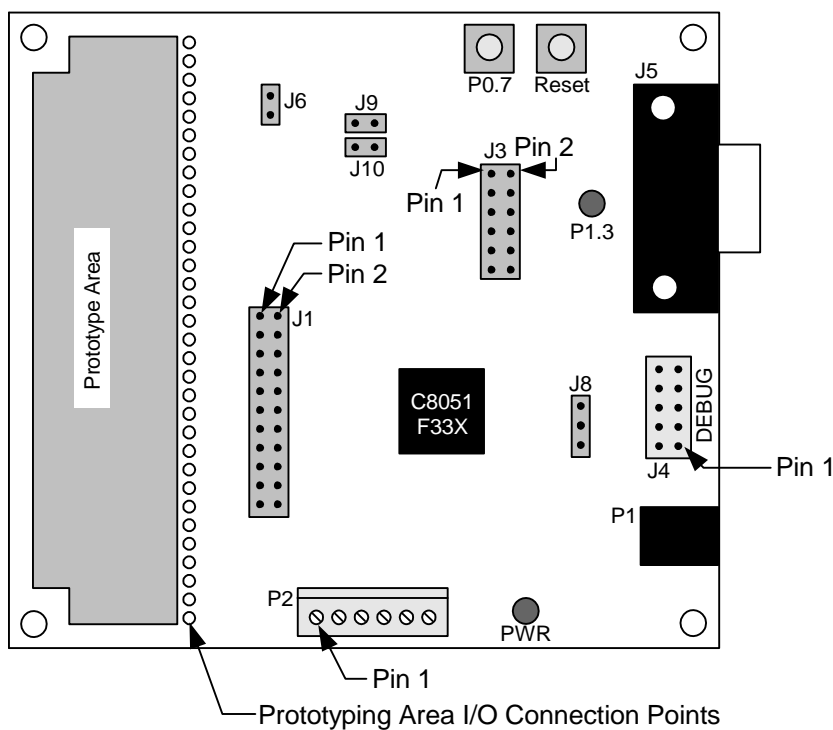 P0.7
Reset
J5
J6
J9
J10
J3
Pin 2
Pin 1
P1.3
Pin 1
Pin 2
J1
Prototype Area
C8051
F33X
J8
DEBUG
J4
Pin 1
P1
P2
PWR
Pin 1
Prototyping Area I/O Connection Points